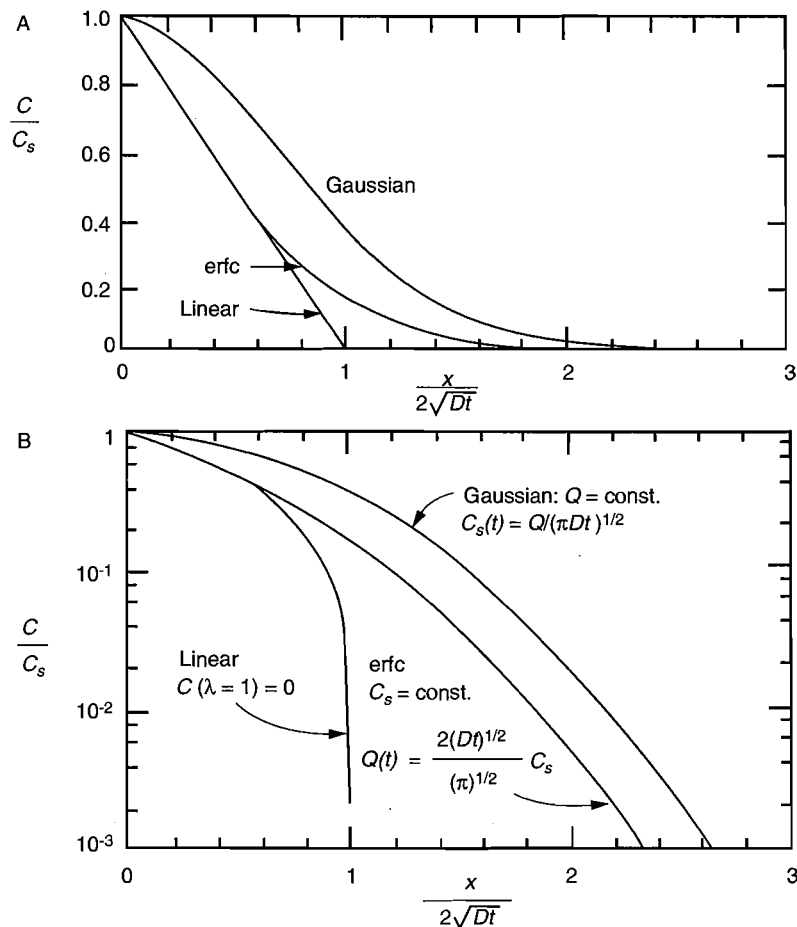 A
1.0
0.8
0.6
0.4
0.2
0
C
C_s
Gaussian
erfc
Linear
0
1
2
3
x
2√Dt
B
1
10^-1
10^-2
10^-3
C
C_s
Gaussian: Q = const.
C_s(t) = Q/(πDt)^1/2
Linear
C (λ = 1) = 0
erfc
C_s = const.
Q(t) = 2(Dt)^1/2 / (π)^1/2 C_s
0
1
2
3
x
2√Dt